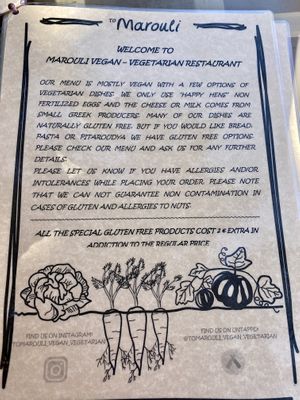 TO MAROULI
WELCOME TO
MAROULI VEGAN - VEGETARIAN RESTAURANT
OUR MENU IS MOSTLY VEGAN WITH A FEW OPTIONS OF
VEGETARIAN DISHES WE ONLY USE "HAPPY HENS" NON
FERTILIZED EGGS AND THE CHEESE OR MILK COMES FROM
SMALL GREEK PRODUCERS. MANY OF OUR DISHES ARE
NATURALLY GLUTEN FREE. BUT IF YOU WOULD LIKE BREAD,
PASTA OR PITAROUDYA WE HAVE GLUTEN FREE OPTIONS.
PLEASE CHECK OUR MENU AND ASK US FOR ANY FURTHER
DETAILS.
PLEASE LET US KNOW IF YOU HAVE ALLERGIES AND/OR
INTOLERANCES WHILE PLACING YOUR ORDER. PLEASE NOTE
THAT WE CAN NOT GUARANTEE NON CONTAMINATION IN
CASES OF GLUTEN AND ALLERGIES TO NUTS.
ALL THE SPECIAL GLUTEN FREE PRODUCTS COST 2 € EXTRA IN
ADDICTION TO THE REGULAR PRICE
FIND US ON INSTAGRAM:
TOMAROULI_VEGAN_VEGETARIAN
FIND US ON UNTAPPD:
@TOMAROULI_VEGAN_VEGETARIAN